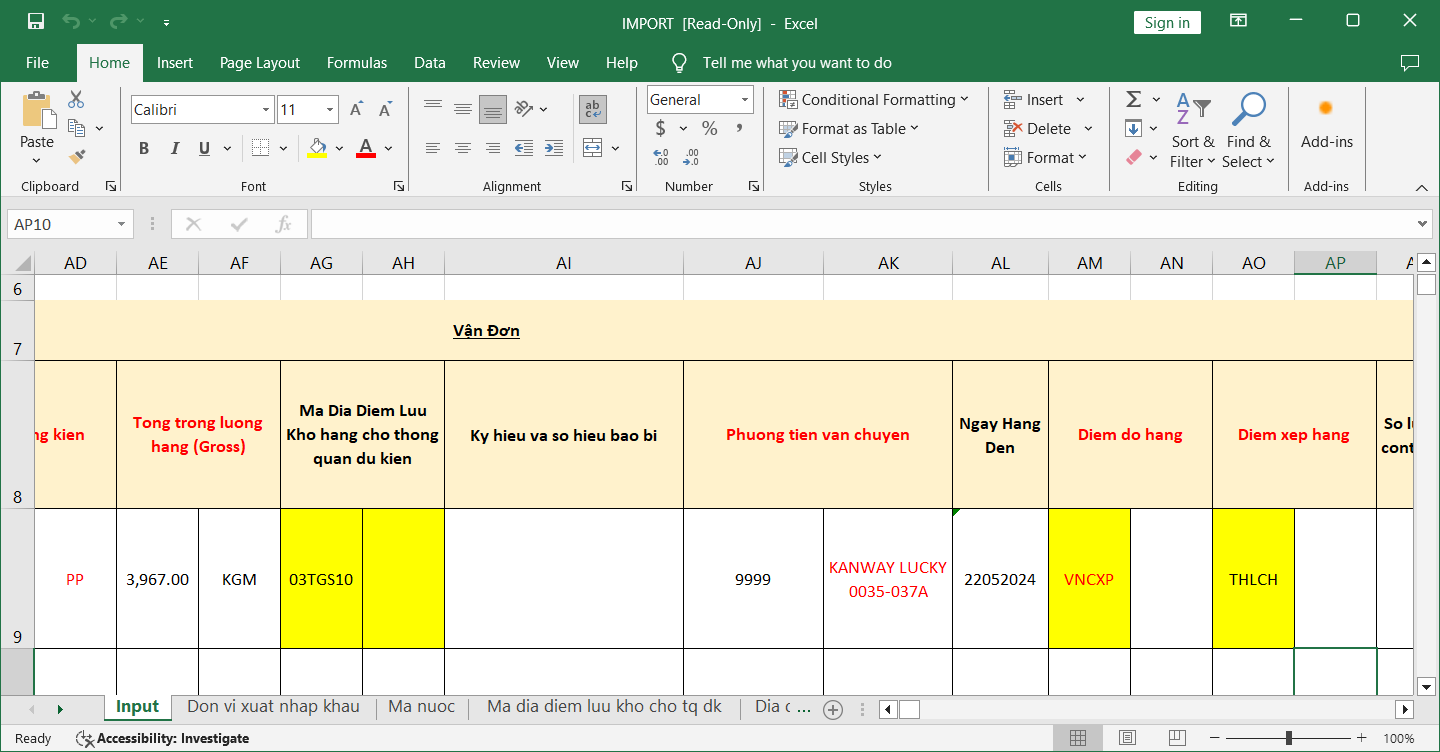 IMPORT [Read-Only] - Excel
Sign in
File Home Insert Page Layout Formulas Data Review View Help Tell me what you want to do
Paste
Clipboard
Calibri 11
B I U A
Font
ab
Alignment
General
$ % ,
Number
Conditional Formatting
Format as Table
Cell Styles
Styles
Insert
Delete
Format
Cells
Sort & Filter
Find & Select
Editing
Add-ins
Add-ins
AP10 fx
AD AE AF AG AH AI AJ AK AL AM AN AO AP
6
7 Vận Đơn
8
ng kien
Tong trong luong
hang (Gross)
Ma Dia Diem Luu
Kho hang cho thong
quan du kien
Ky hieu va so hieu bao bi
Phuong tien van chuyen
Ngay Hang
Den
Diem do hang
Diem xep hang
So
cont
9
PP 3,967.00 KGM 03TGS10 9999
KANWAY LUCKY
0035-037A
22052024 VNCXP THLCH
Input Don vi xuat nhap khau Ma nuoc Ma dia diem luu kho cho tq dk Dia ...
Ready Accessibility: Investigate 100%